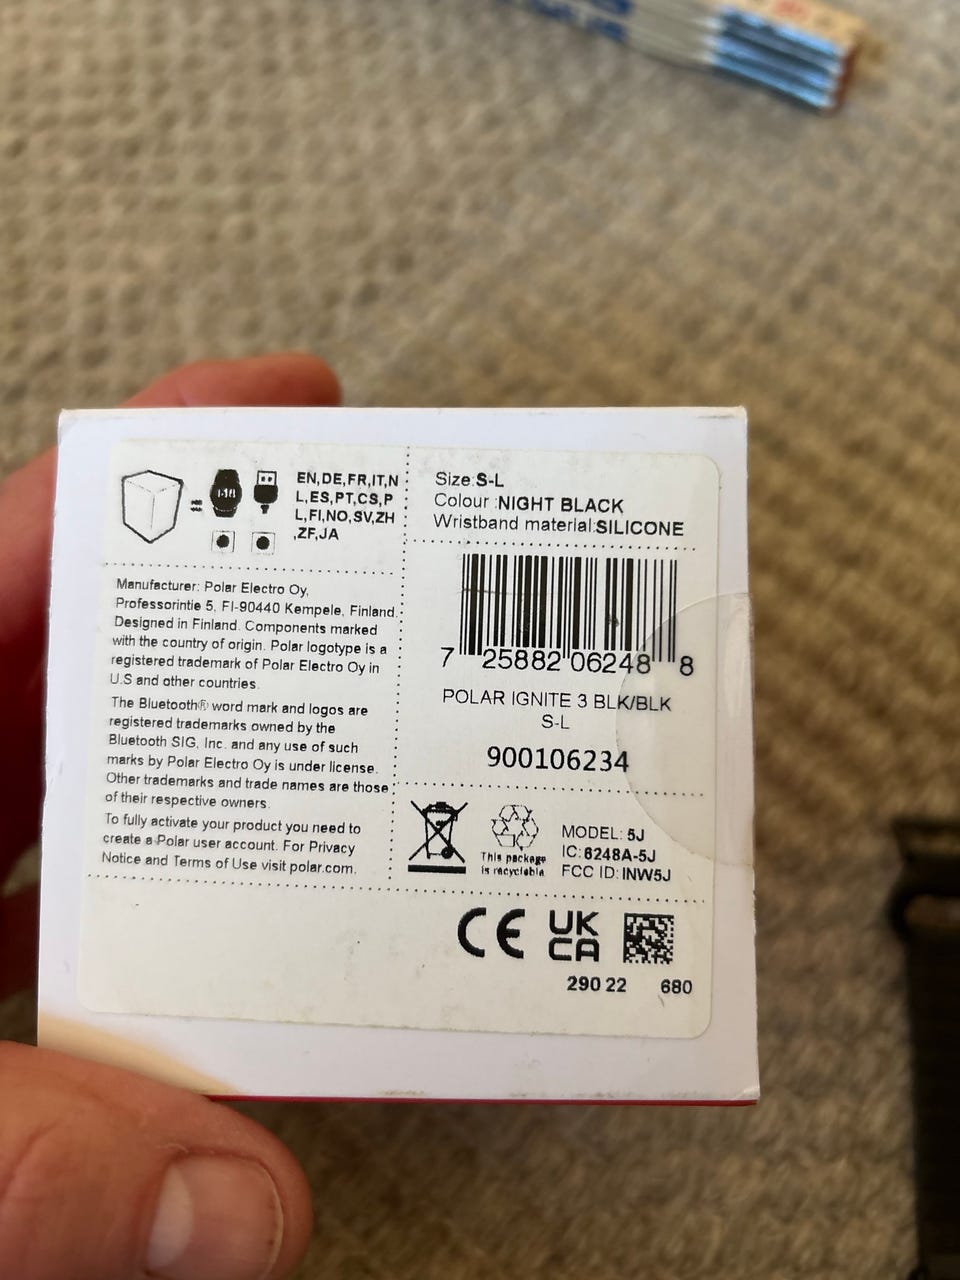 EN,DE,FR,IT,N
L,ES,PT,CS,P
L,FI,NO,SV,ZH
,ZF,JA
Manufacturer: Polar Electro Oy,
Professorintie 5, FI-90440 Kempele, Finland.
Designed in Finland. Components marked
with the country of origin. Polar logotype is a
registered trademark of Polar Electro Oy in
U.S and other countries.
The Bluetooth® word mark and logos are
registered trademarks owned by the
Bluetooth SIG, Inc. and any use of such
marks by Polar Electro Oy is under license.
Other trademarks and trade names are those
of their respective owners.
To fully activate your product you need to
create a Polar user account. For Privacy
Notice and Terms of Use visit polar.com.
Size:S-L
Colour :NIGHT BLACK
Wristband material:SILICONE
7 25882 06248 8
POLAR IGNITE 3 BLK/BLK
S-L
900106234
This package
is recyclable
MODEL: 5J
IC:6248A-5J
FCC ID:INW5J
CE
UK
CA
290 22 680